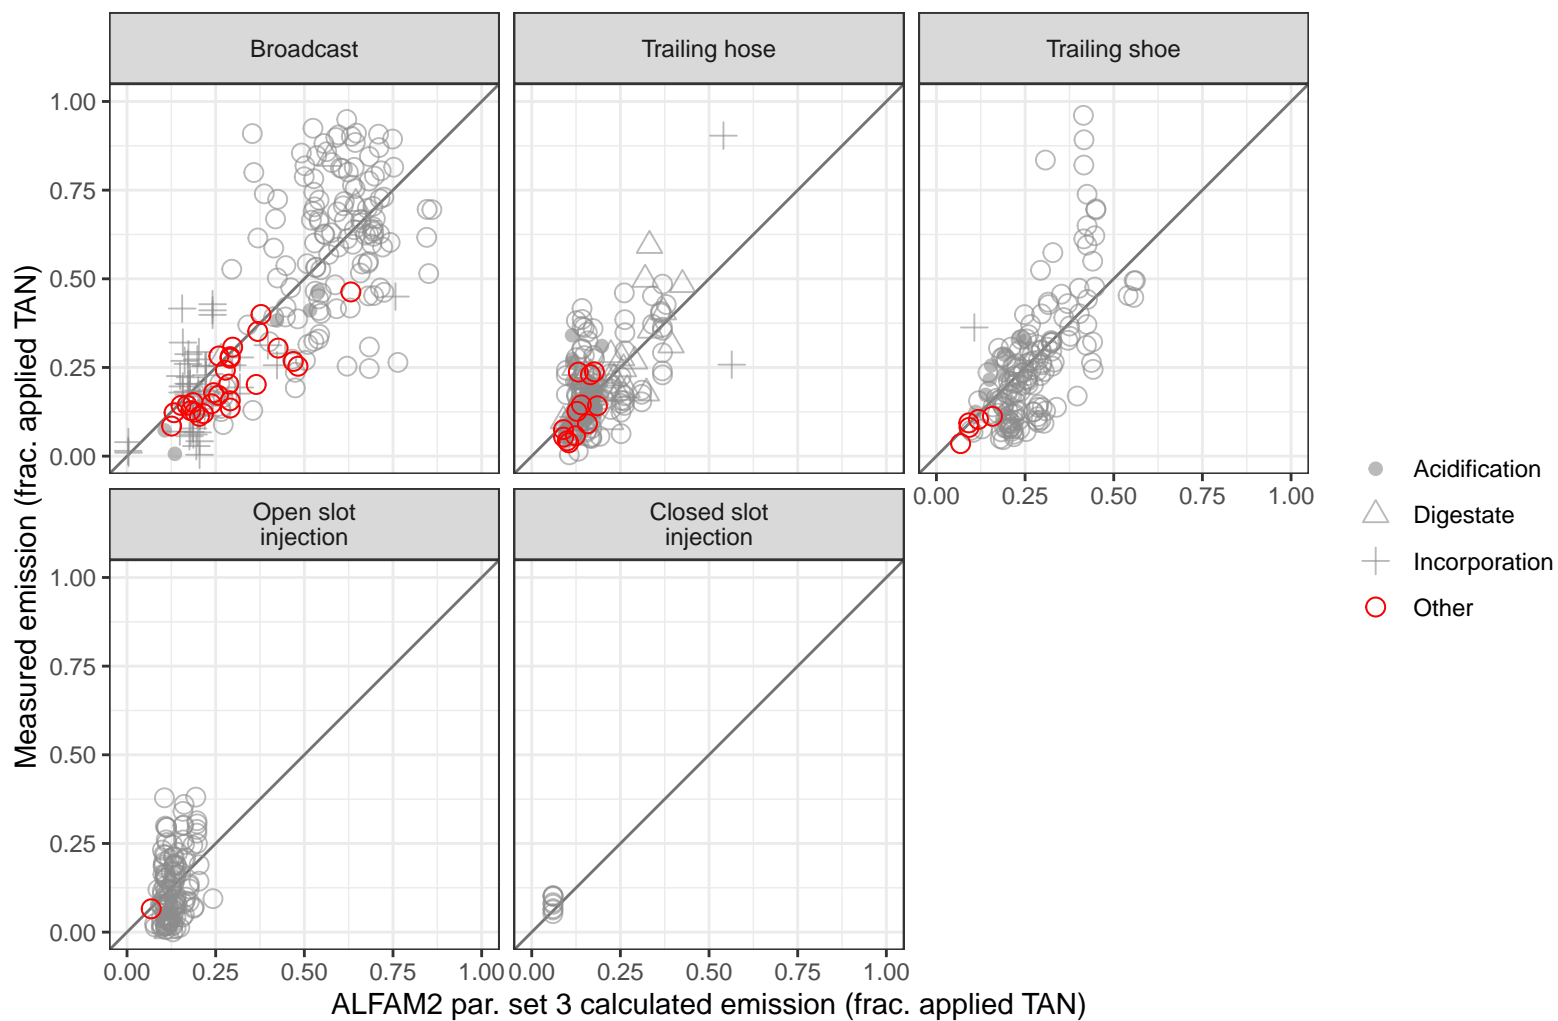 Broadcast
Trailing hose
Trailing shoe
1.00
0.75
0.50
0.25
0.00
0.00 0.25 0.50 0.75 1.00
Open slot
injection
Closed slot
injection
1.00
0.75
0.50
0.25
0.00
0.00 0.25 0.50 0.75 1.00
0.00 0.25 0.50 0.75 1.00
Measured emission (frac. applied TAN)
ALFAM2 par. set 3 calculated emission (frac. applied TAN)
Acidification
Digestate
Incorporation
Other